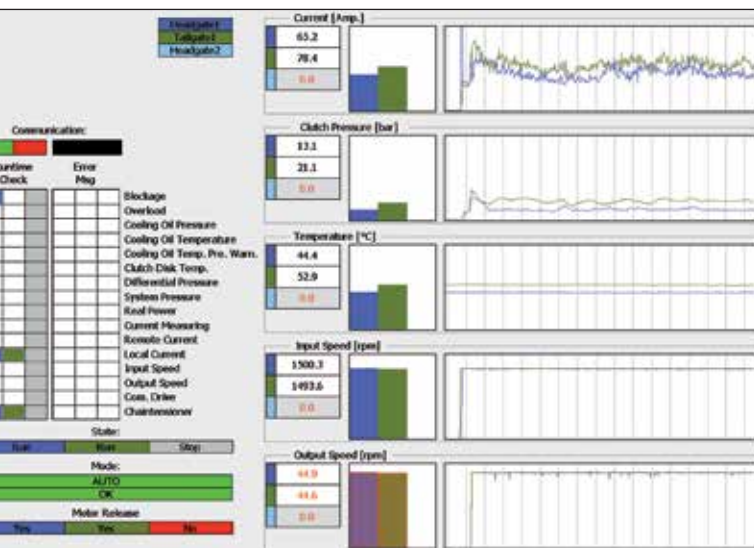 Headgate1
Tailgate1
Headgate2
Communication:
Runtime Check
Error Msg
Blockage
Overload
Cooling Oil Pressure
Cooling Oil Temperature
Cooling Oil Temp. Pre. Warn.
Clutch Disk Temp.
Differential Pressure
System Pressure
Real Power
Current Measuring
Remote Current
Local Current
Input Speed
Output Speed
Com. Drive
Chaintensioner
State:
Run Run Stop
Mode:
AUTO
OK
Motor Release
Yes Yes No
Current [Amp.]
63.2
78.4
0.0
Clutch Pressure [bar]
13.1
21.1
0.0
Temperature [°C]
44.4
52.9
0.0
Input Speed [rpm]
1500.3
1493.6
0.0
Output Speed [rpm]
44.9
44.6
0.0